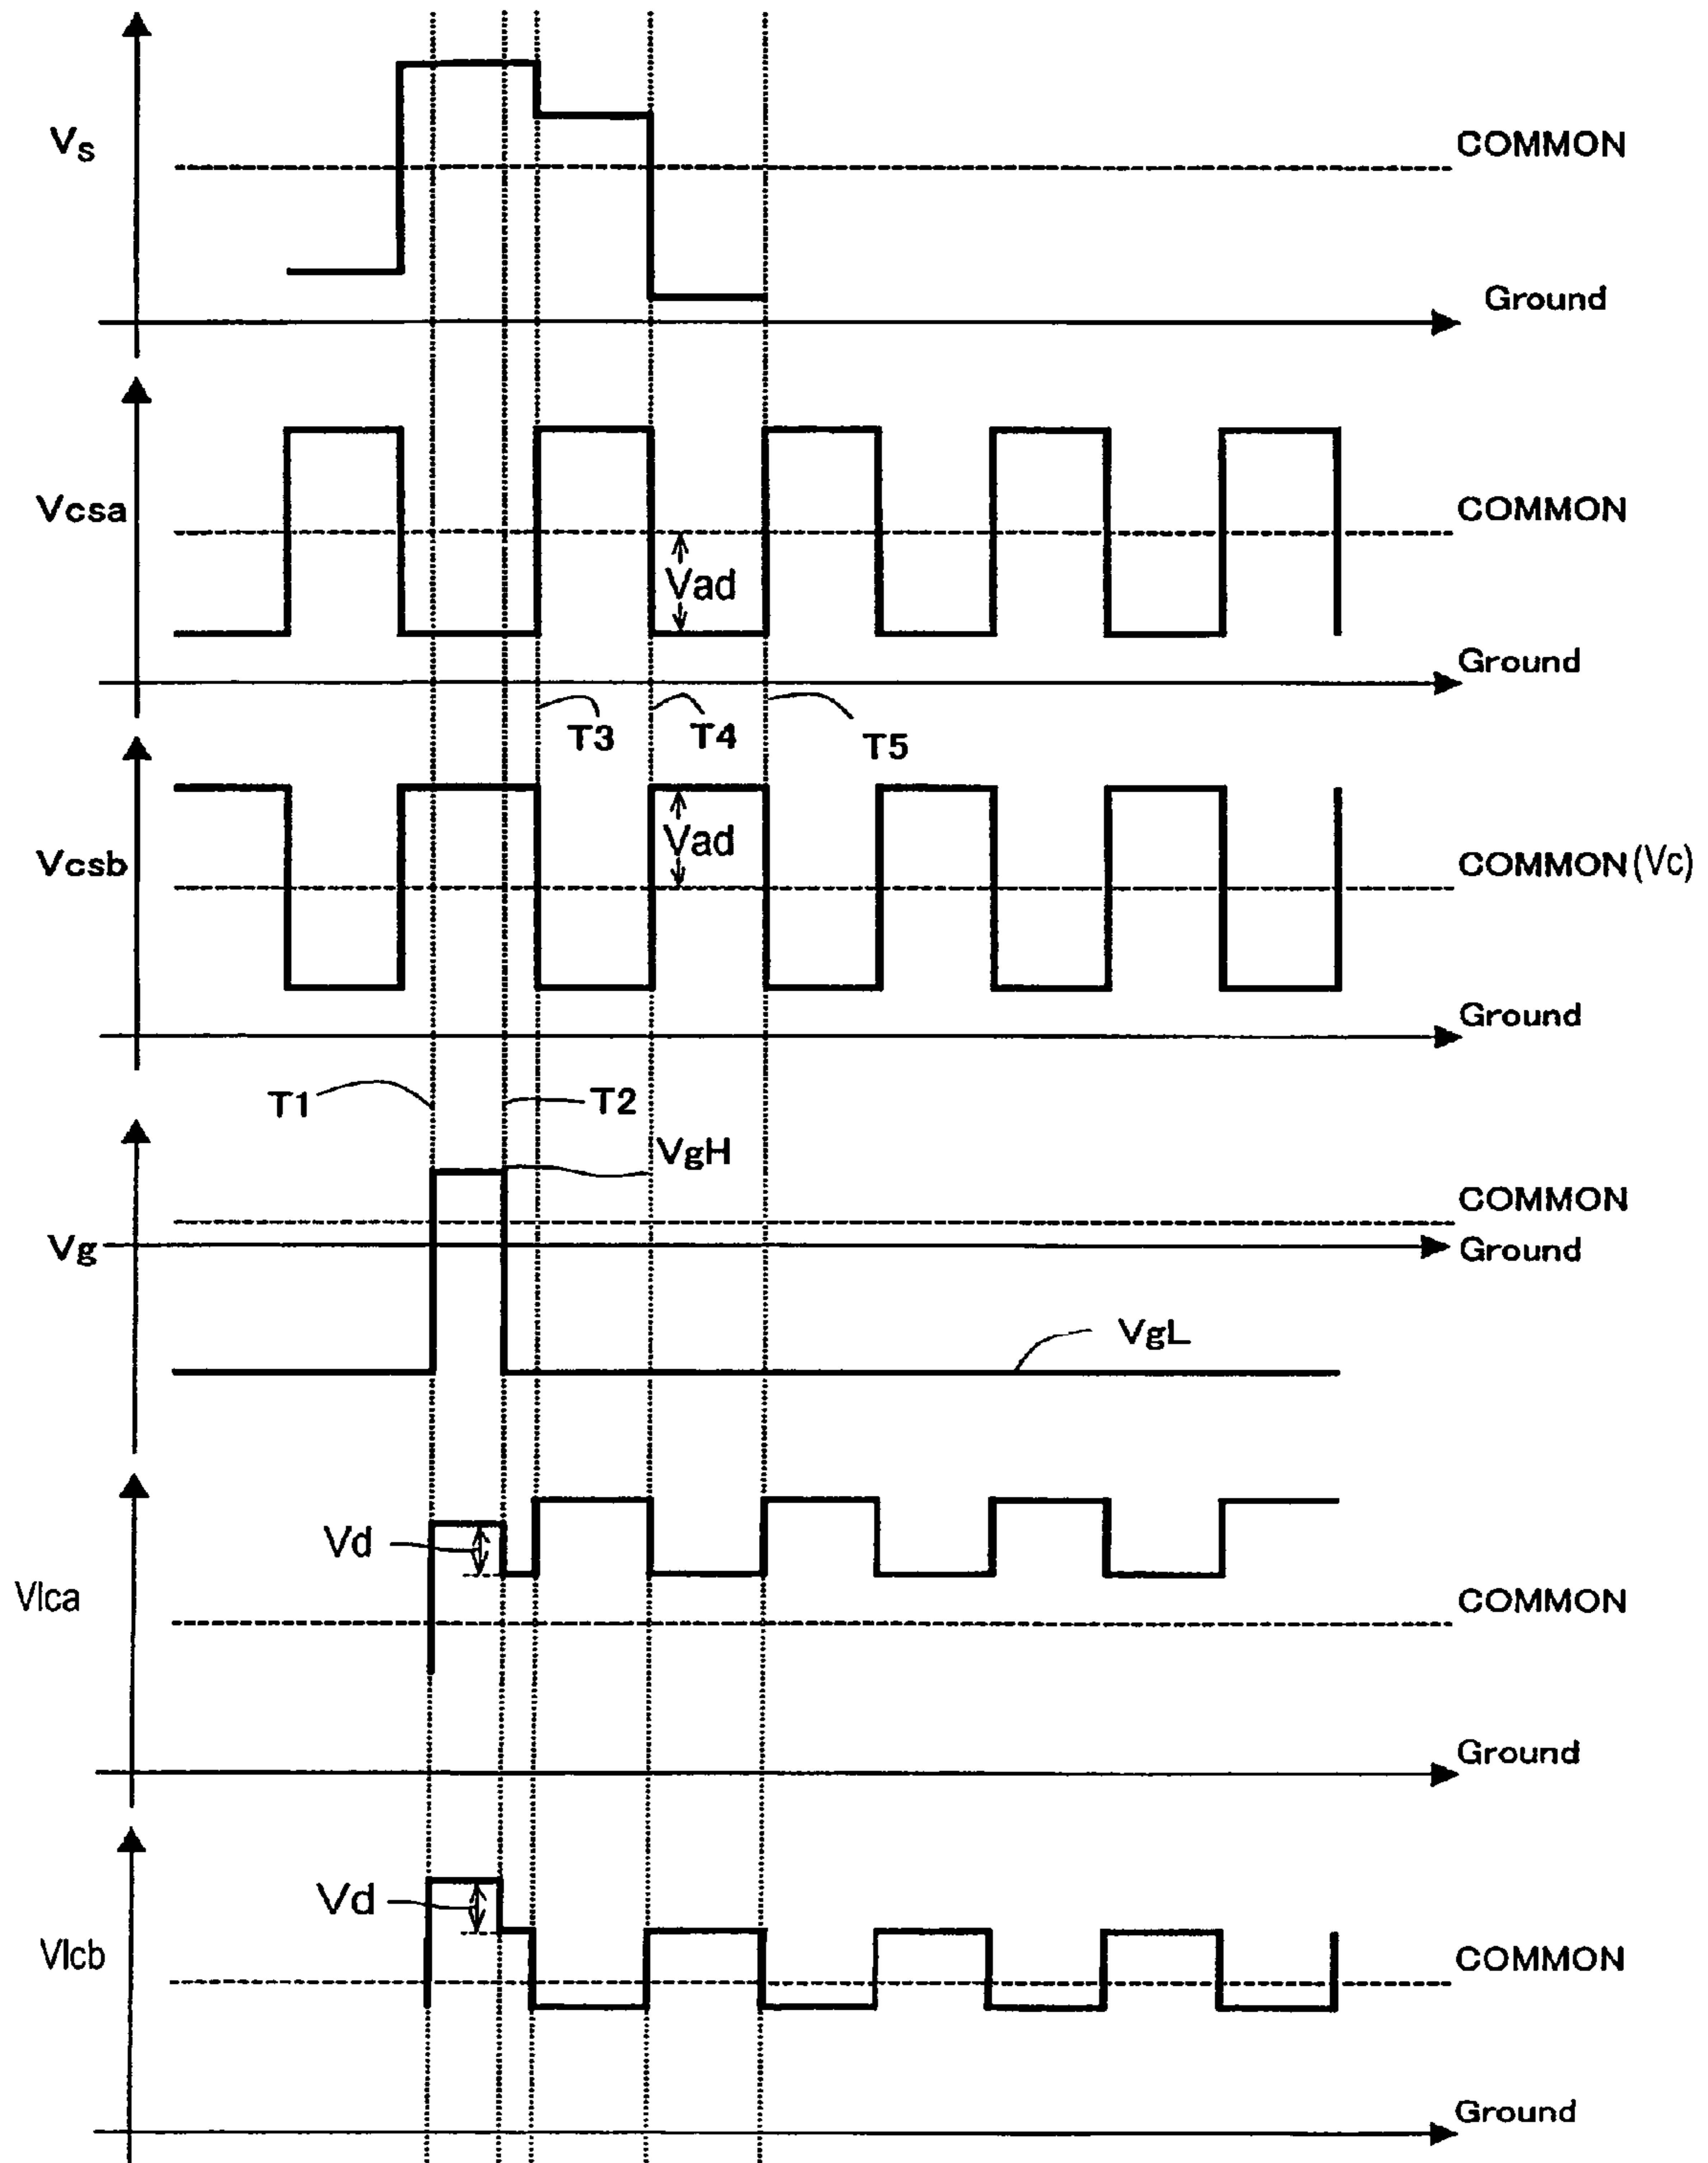 Vs
COMMON
Ground
Vcsa
COMMON
Vad
Ground
T3
T4
T5
Vcsb
Vad
COMMON (Vc)
Ground
T1
T2
VgH
COMMON
Vg
Ground
VgL
Vd
Vlca
COMMON
Ground
Vd
Vlcb
COMMON
Ground